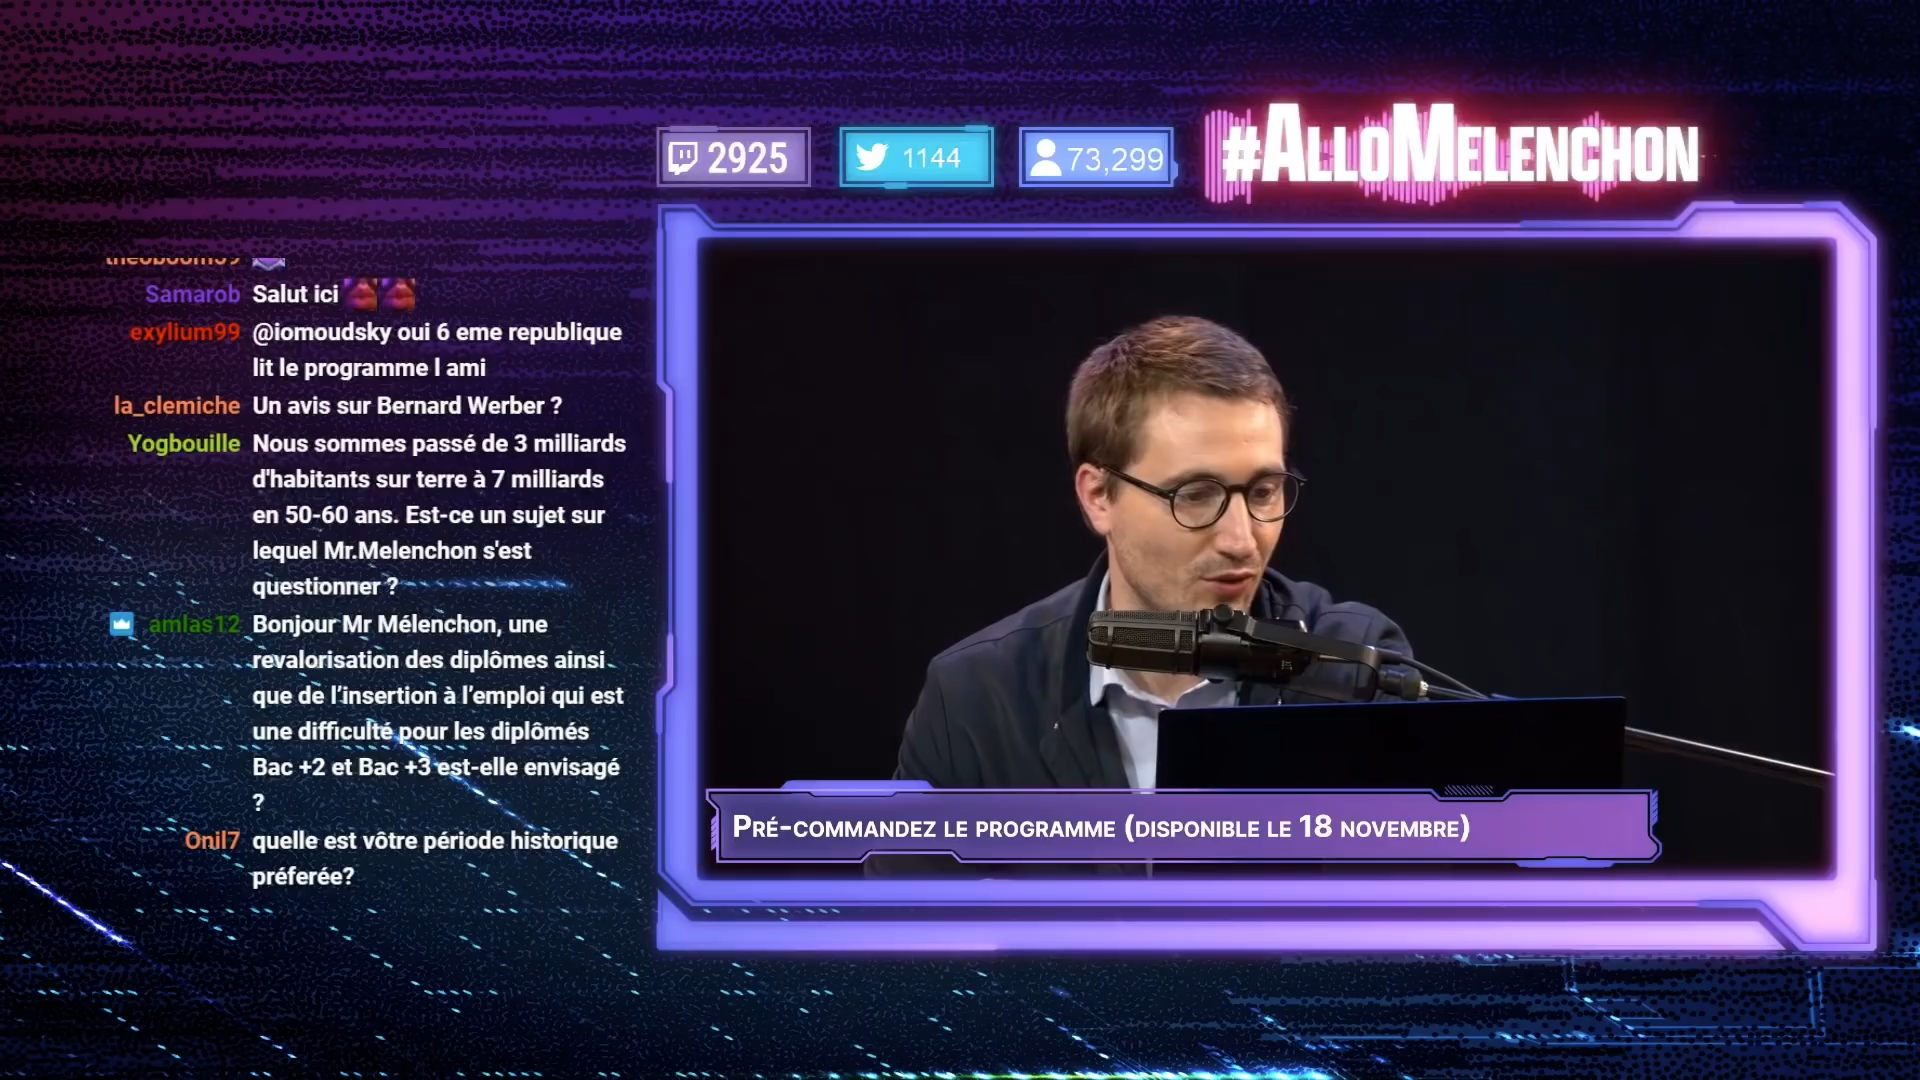 2925
1144
73,299
#AlloMelenchon
Samarob Salut ici
exylium99 @iomoudsky oui 6 eme republique
lit le programme l ami
la_clemiche Un avis sur Bernard Werber ?
Yogbouille Nous sommes passé de 3 milliards
d'habitants sur terre à 7 milliards
en 50-60 ans. Est-ce un sujet sur
lequel Mr.Melenchon s'est
questionner ?
amlas12 Bonjour Mr Mélenchon, une
revalorisation des diplômes ainsi
que de l’insertion à l’emploi qui est
une difficulté pour les diplômés
Bac +2 et Bac +3 est-elle envisagé
?
Onil7 quelle est vôtre période historique
préferée?
Pré-commandez le programme (disponible le 18 novembre)